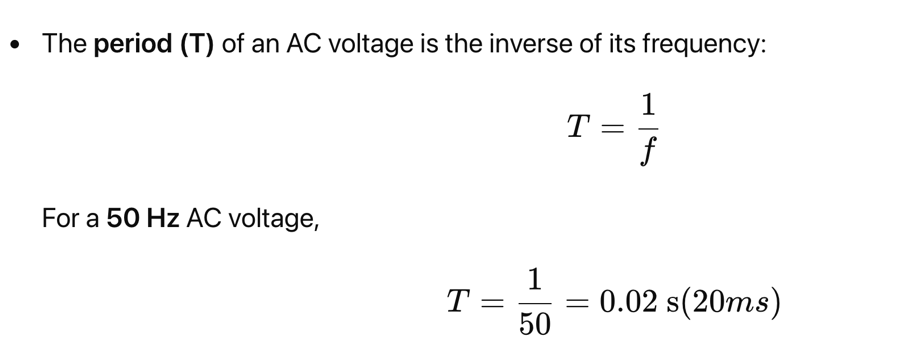 • The period (T) of an AC voltage is the inverse of its frequency:
T = 1/f
For a 50 Hz AC voltage,
T = 1/50 = 0.02 s(20ms)